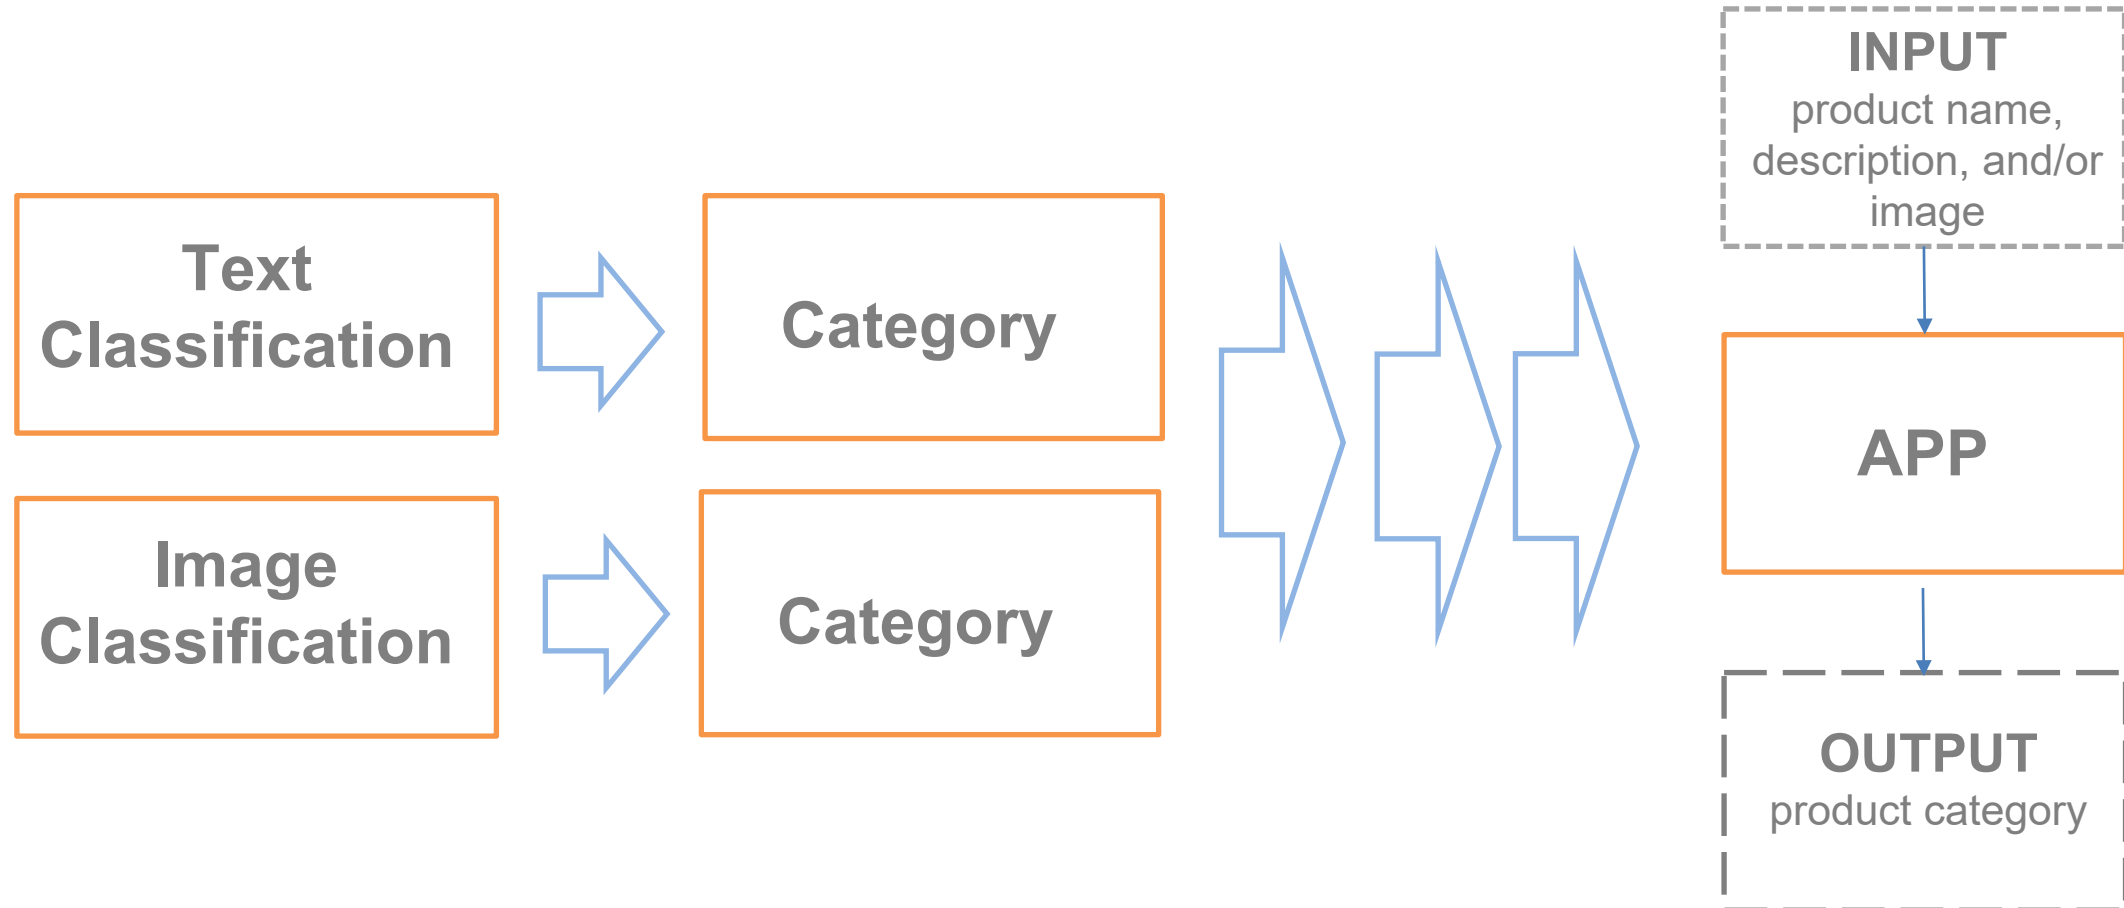 Text
Classification
Category
Image
Classification
Category
INPUT
product name,
description, and/or
image
APP
OUTPUT
product category